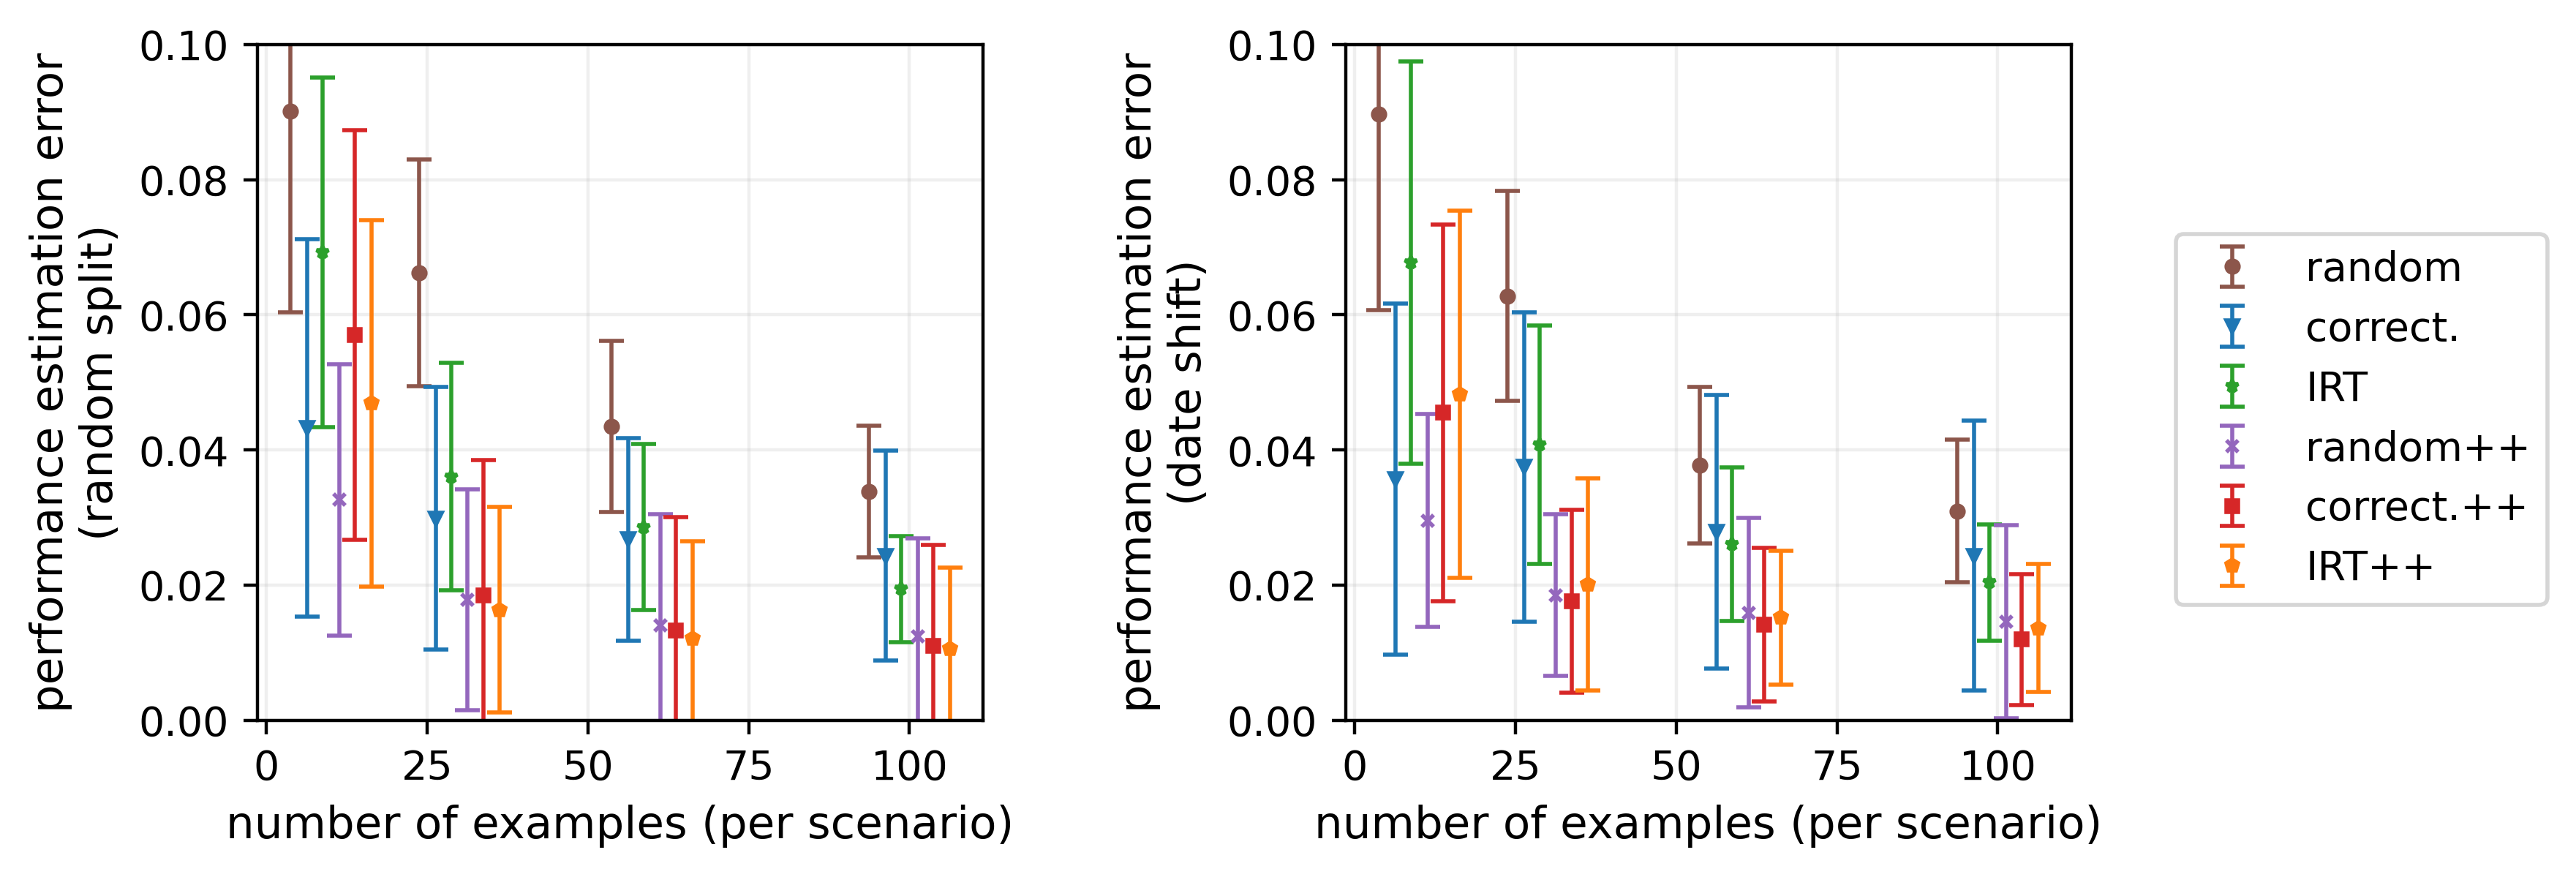 performance estimation error
(random split)
0.10
0.08
0.06
0.04
0.02
0.00
0 25 50 75 100
number of examples (per scenario)
performance estimation error
(date shift)
0.10
0.08
0.06
0.04
0.02
0.00
0 25 50 75 100
number of examples (per scenario)
random
correct.
IRT
random++
correct.++
IRT++